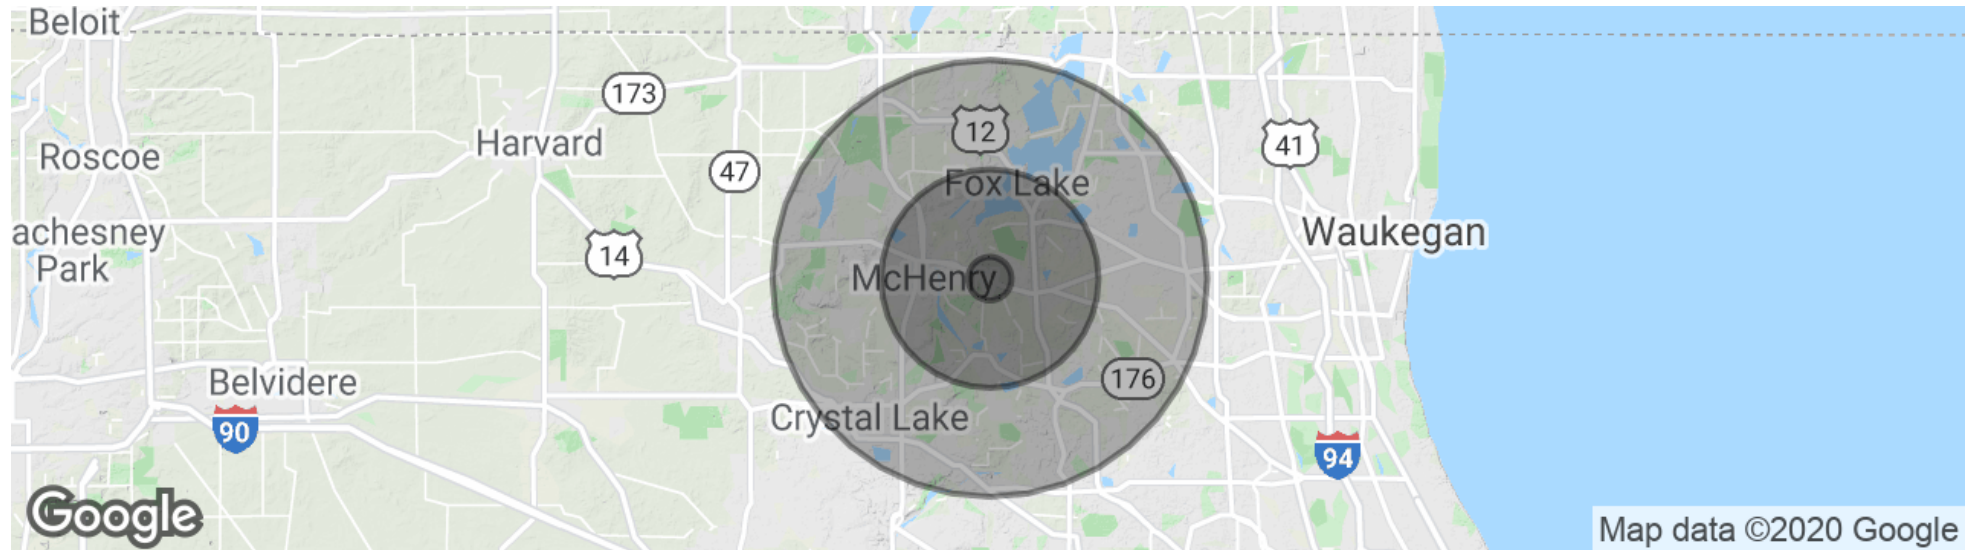 Beloit
173
12
Harvard
41
Roscoe
47
Fox Lake
achesney
Park
Waukegan
14
McHenry
176
Belvidere
Crystal Lake
90
94
Google
Map data ©2020 Google